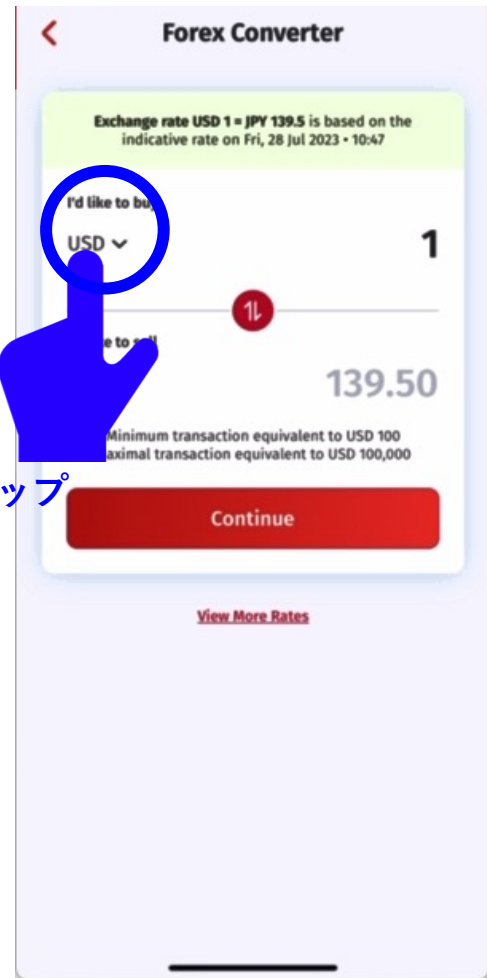 Forex Converter
Exchange rate USD 1 = JPY 139.5 is based on the
indicative rate on Fri, 28 Jul 2023 • 10:47
I'd like to
USD
1
to sell
139.50
Minimum transaction equivalent to USD 100
transaction equivalent to USD 100,000
ップ
Continue
View More Rates